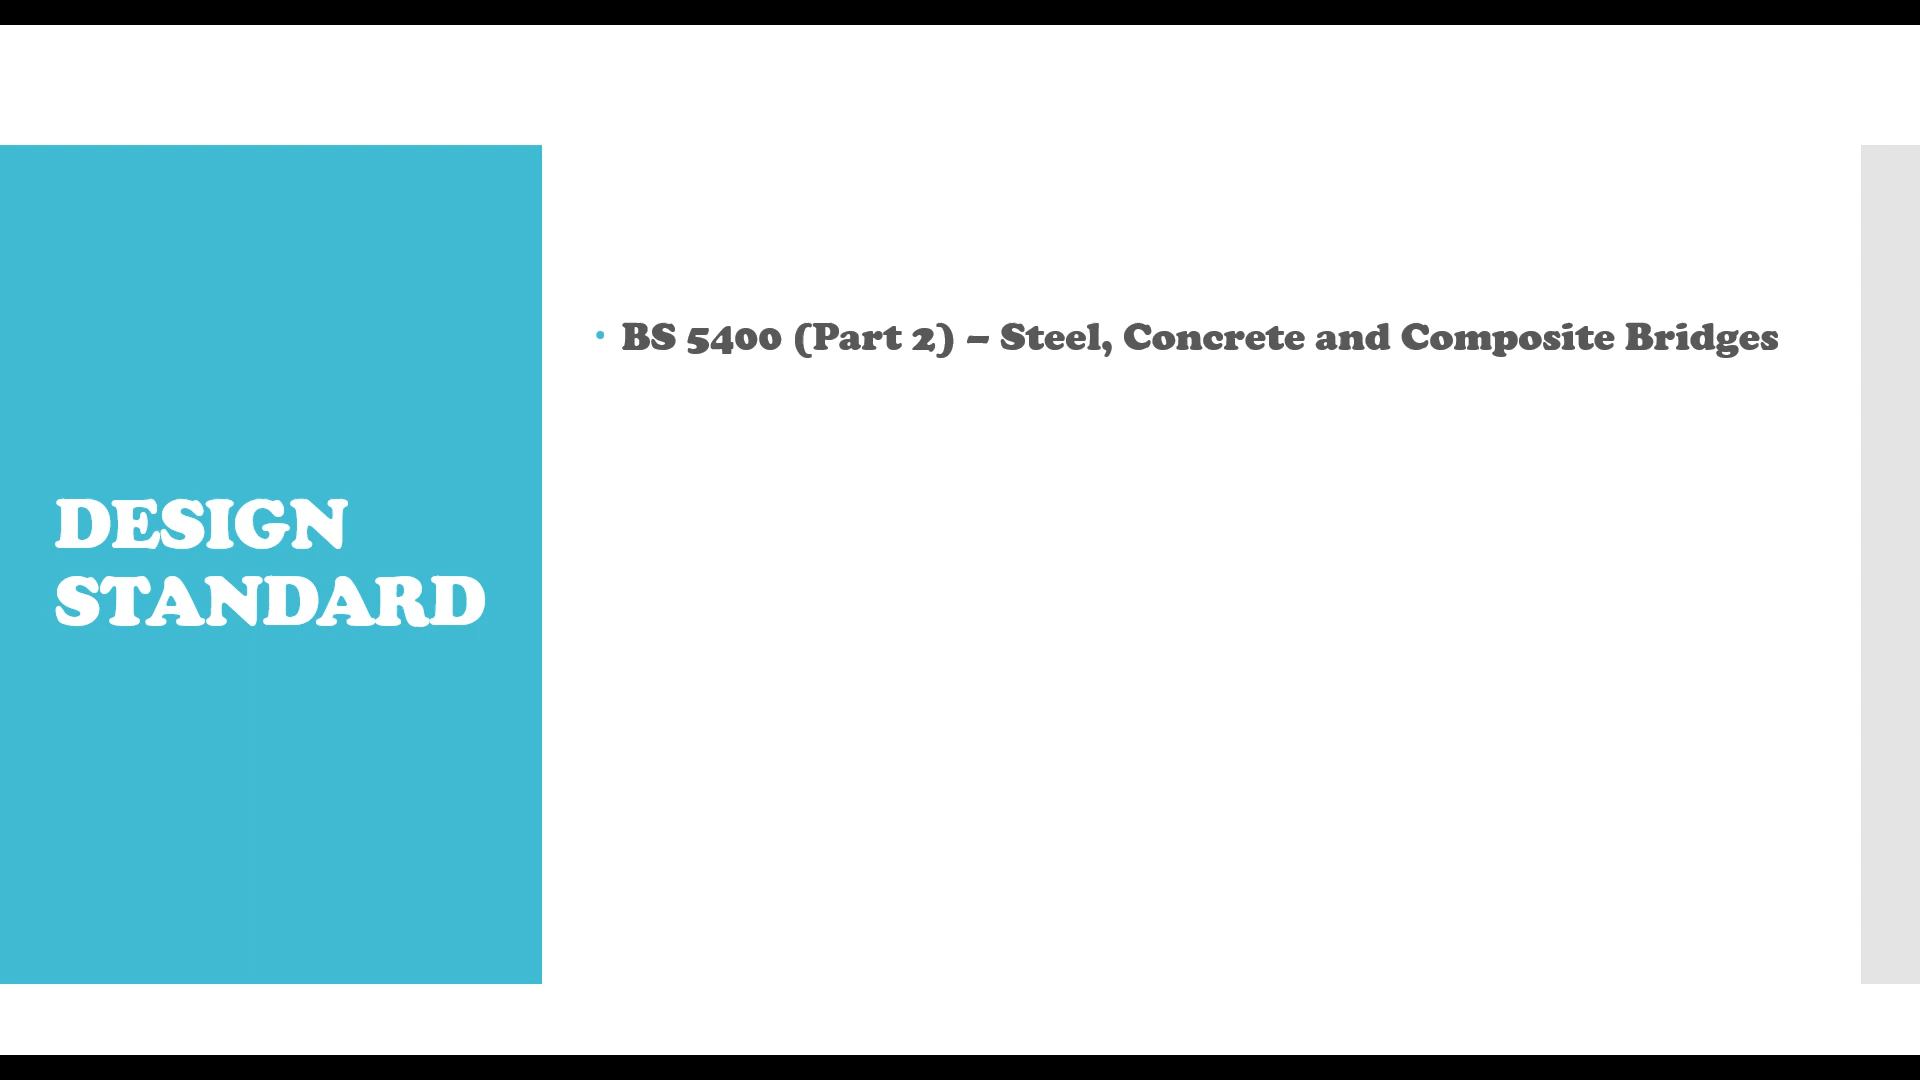 DESIGN
STANDARD
• BS 5400 (Part 2) – Steel, Concrete and Composite Bridges